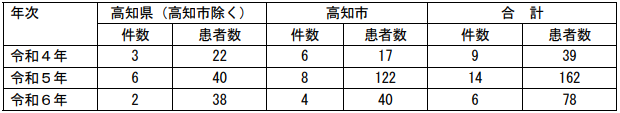 年次 高知県（高知市除く） 高知市 合　計
件数 患者数 件数 患者数 件数 患者数
令和４年 3 22 6 17 9 39
令和５年 6 40 8 122 14 162
令和６年 2 38 4 40 6 78